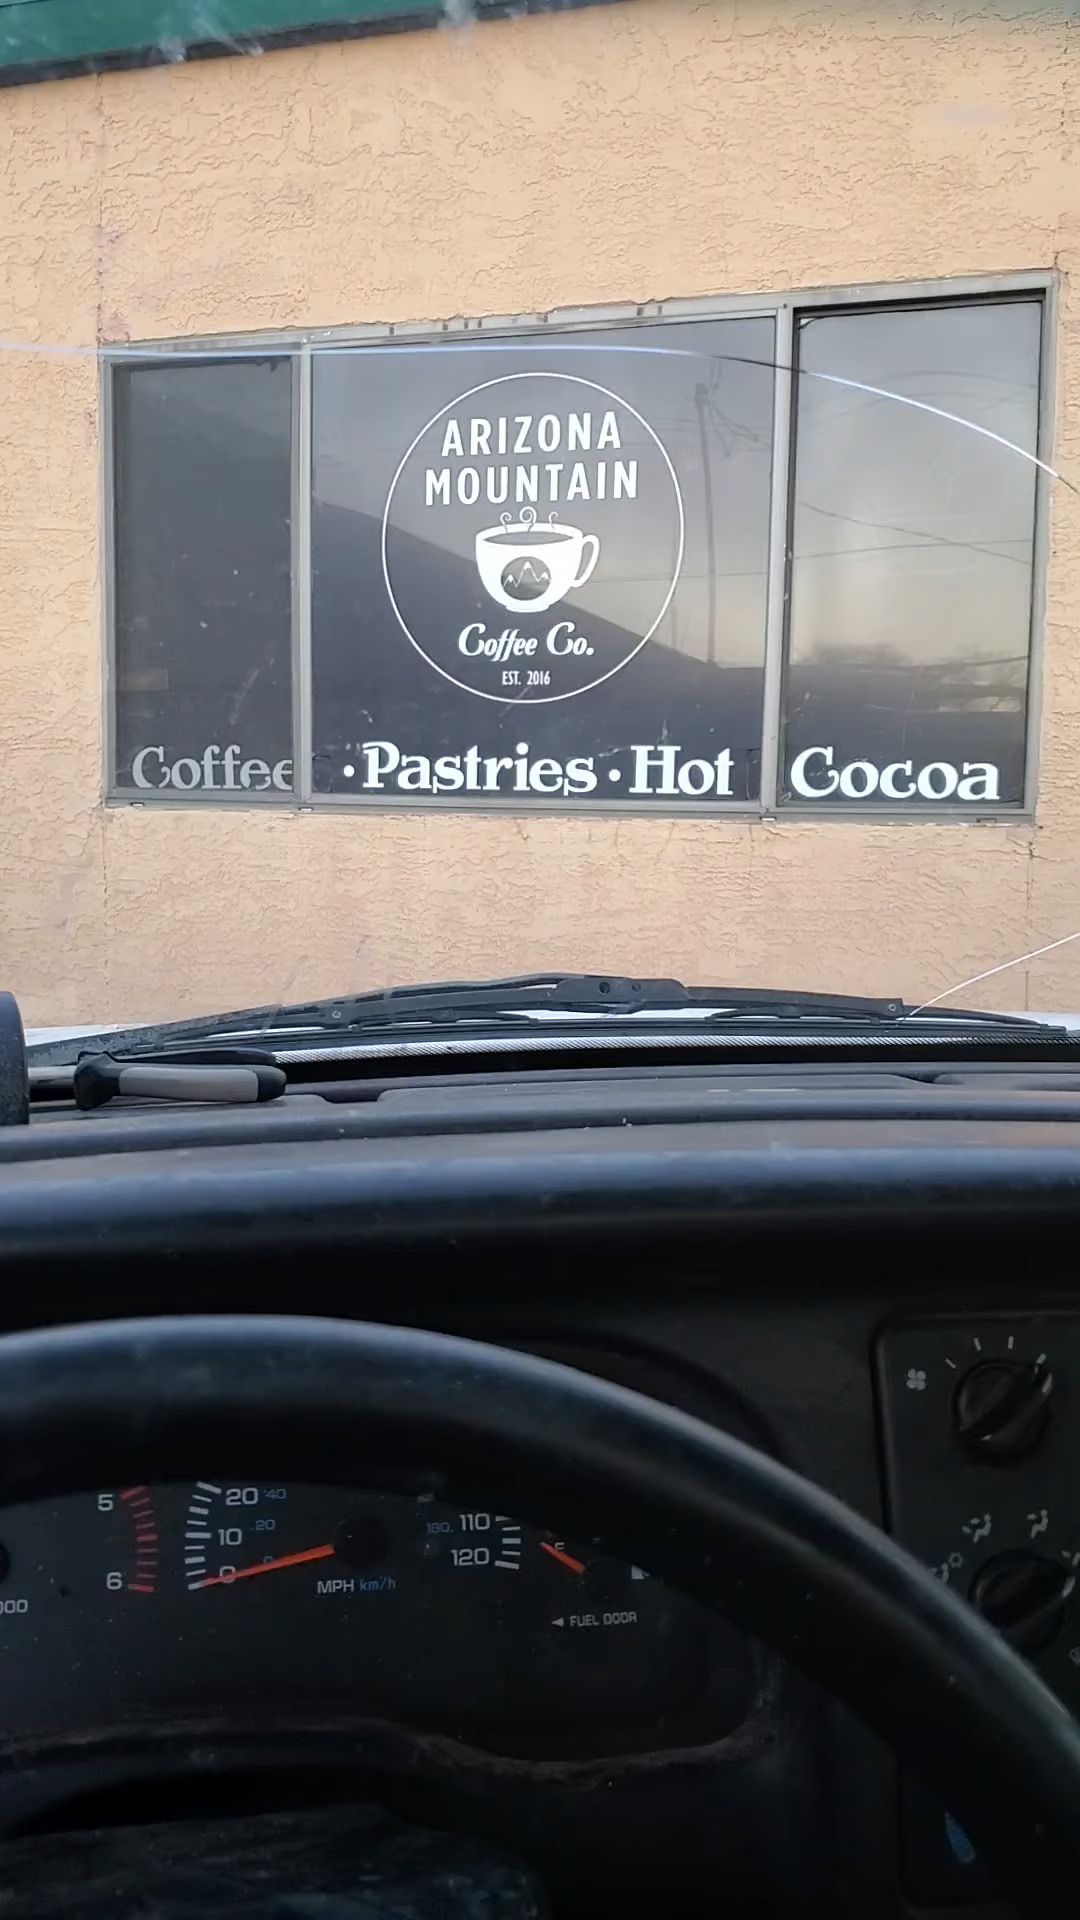 ARIZONA
MOUNTAIN
Coffee Co.
EST. 2016
Coffee · Pastries · Hot Cocoa
5
6
000
20 40
10 20
0 0
MPH km/h
180 110
120
E
◄ FUEL DOOR